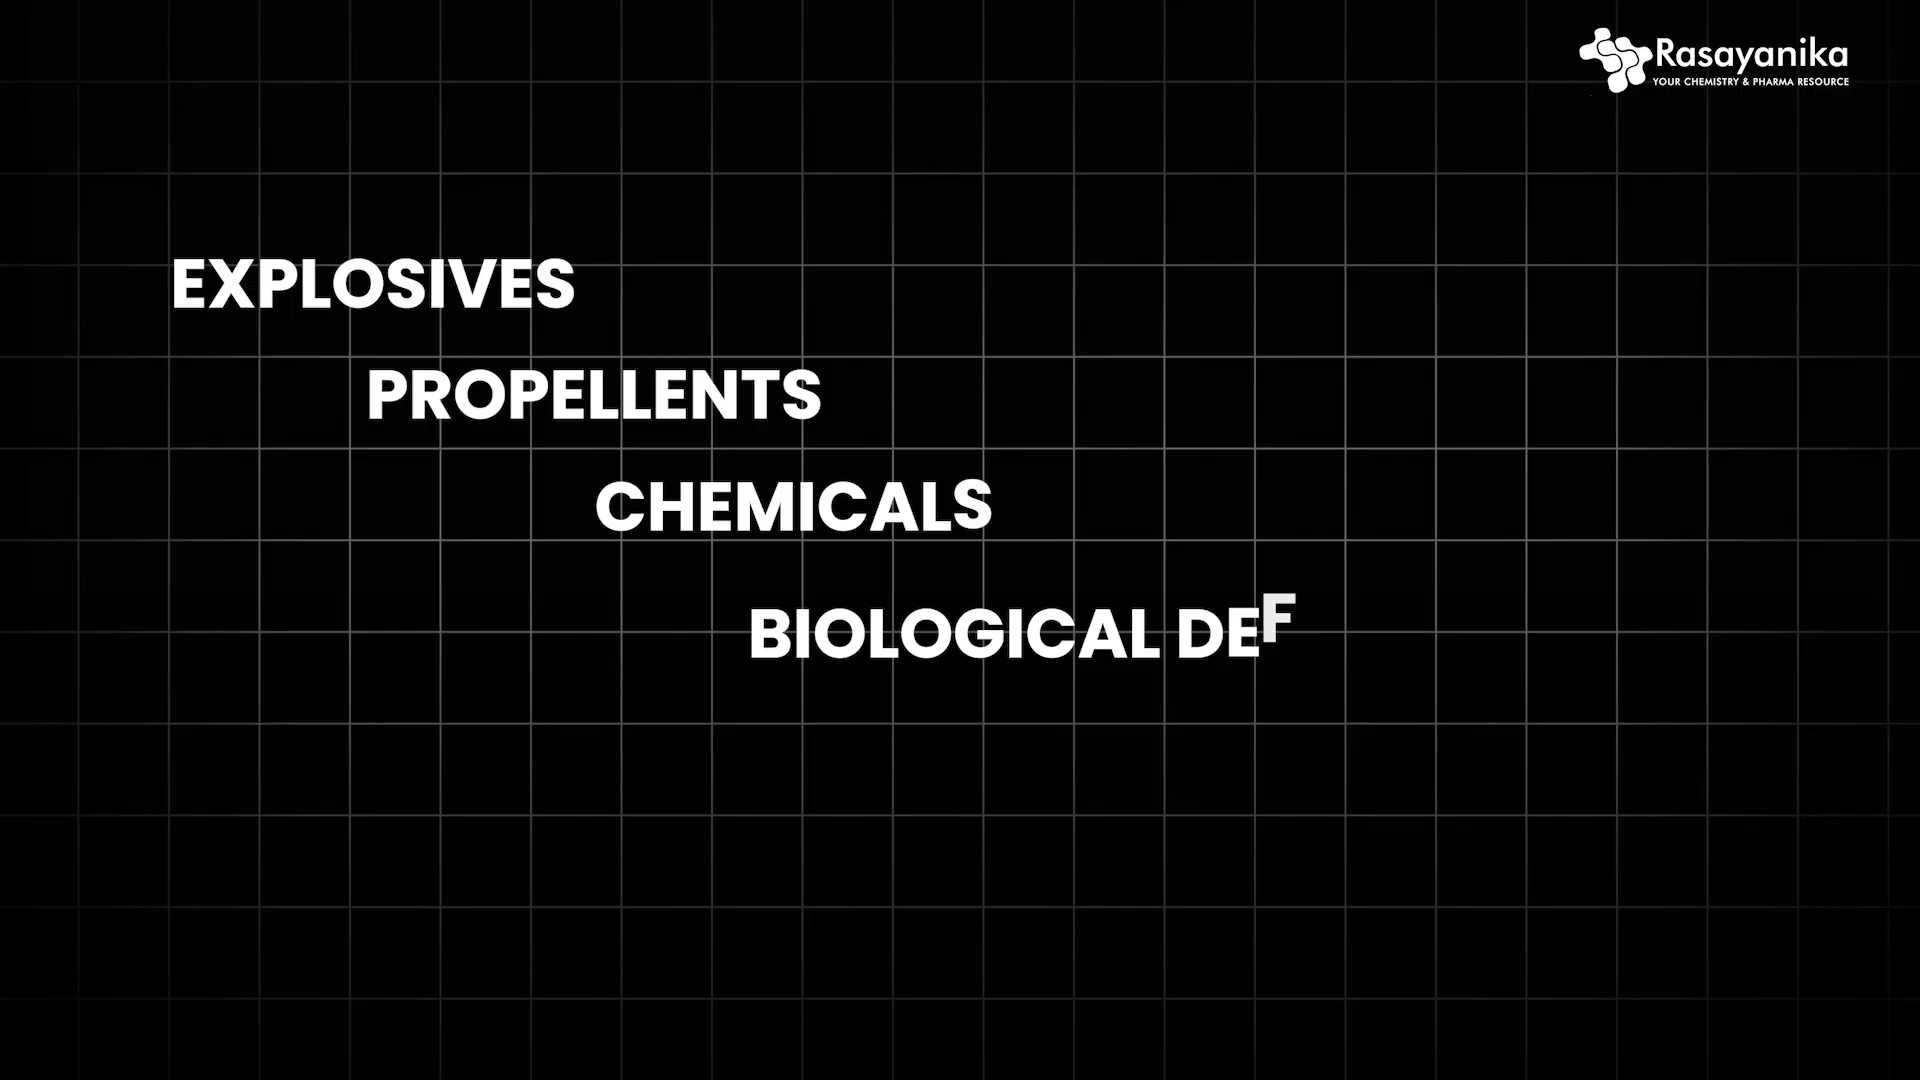 Rasayanika
YOUR CHEMISTRY & PHARMA RESOURCE
EXPLOSIVES
PROPELLENTS
CHEMICALS
BIOLOGICAL DEF